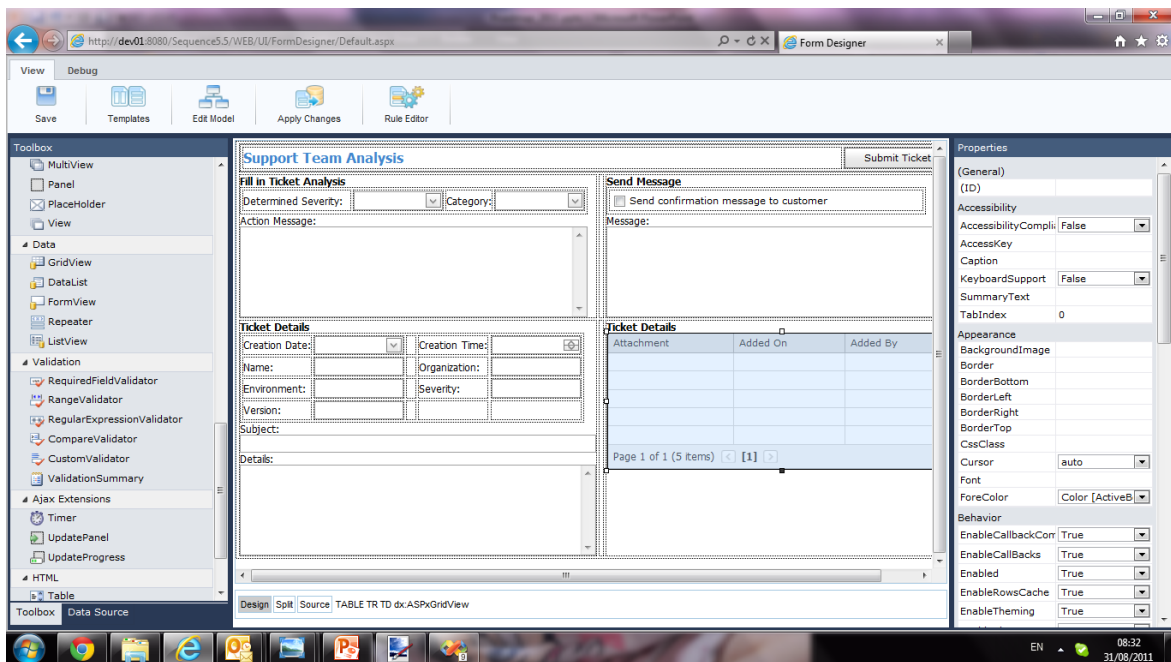 http://dev01:8080/Sequence5.5/WEB/UI/FormDesigner/Default.aspx
Form Designer
View Debug
Save Templates Edit Model Apply Changes Rule Editor
Toolbox
MultiView
Panel
PlaceHolder
View
Data
GridView
DataList
FormView
Repeater
ListView
Validation
RequiredFieldValidator
RangeValidator
RegularExpressionValidator
CompareValidator
CustomValidator
ValidationSummary
Ajax Extensions
Timer
UpdatePanel
UpdateProgress
HTML
Table
Toolbox Data Source
Support Team Analysis Submit Ticket
Fill in Ticket Analysis
Determined Severity: Category:
Action Message:
Send Message
Send confirmation message to customer
Message:
Ticket Details
Creation Date: Creation Time:
Name: Organization:
Environment: Severity:
Version:
Subject:
Details:
Ticket Details
Attachment Added On Added By
Page 1 of 1 (5 items) < [1] >
Design Split Source TABLE TR TD dx:ASPxGridView
Properties
(General)
(ID)
Accessibility
AccessibilityCompli False
AccessKey
Caption
KeyboardSupport False
SummaryText
TabIndex 0
Appearance
BackgroundImage
Border
BorderBottom
BorderLeft
BorderRight
BorderTop
CssClass
Cursor auto
Font
ForeColor Color [ActiveB
Behavior
EnableCallbackCom True
EnableCallBacks True
Enabled True
EnableRowsCache True
EnableTheming True
EN 08:32
31/08/2011